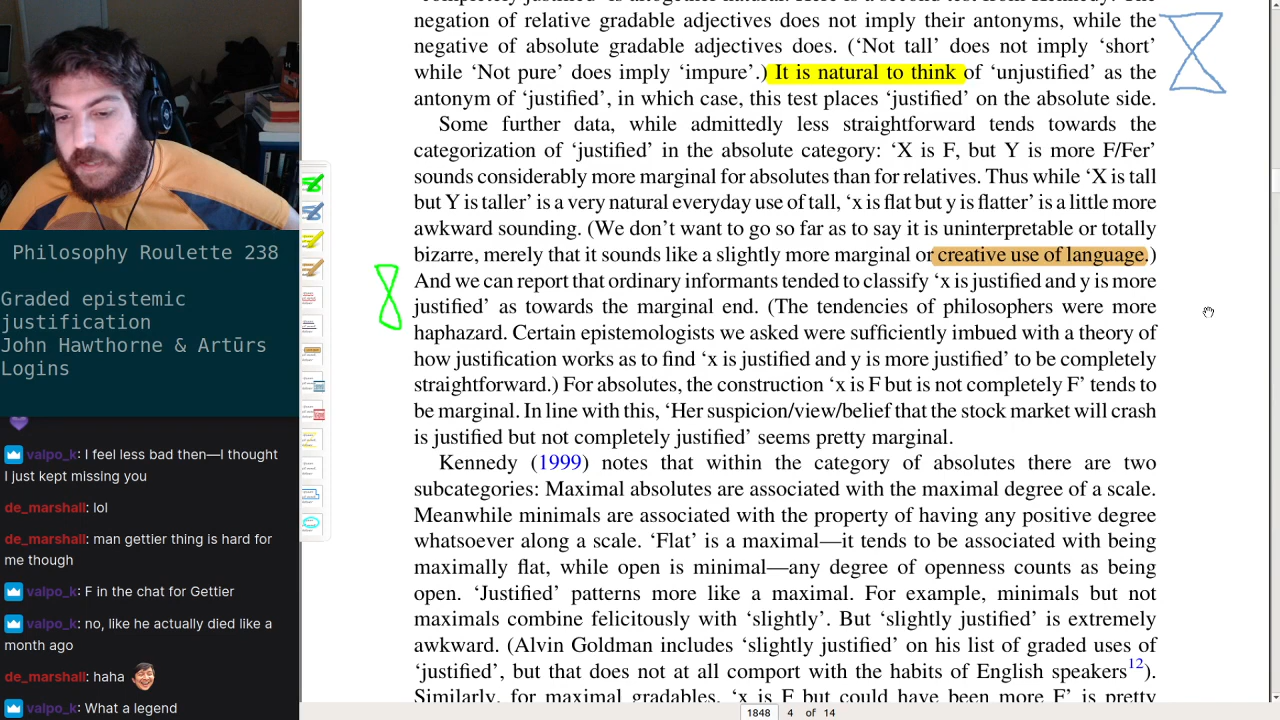 Philosophy Roulette 238
Graded epistemic
justification
John Hawthorne & Artūrs
Logins
valpo_k: I feel less bad then—I thought
I just kept missing you
de_marshall: lol
de_marshall: man gettier thing is hard for
me though
valpo_k: F in the chat for Gettier
valpo_k: no, like he actually died like a
month ago
de_marshall: haha
valpo_k: What a legend
negation of relative gradable adjectives does not imply their antonyms, while the
negative of absolute gradable adjectives does. (‘Not tall’ does not imply ‘short’
while ‘Not pure’ does imply ‘impure’.) It is natural to think of ‘unjustified’ as the
antonym of ‘justified’, in which case, this test places ‘justified’ on the absolute side.
Some further data, while admittedly less straightforward tends towards the
categorization of ‘justified’ in the absolute category: ‘X is F, but Y is more F/Fer’
sounds considerably more marginal for absolutes than for relatives. Thus while ‘X is tall
but Y is taller’ is a very natural everyday use of tall, ‘x is flat but y is flatter’ is a little more
awkward sounding. (We don’t want to go so far as to say it is uninterpretable or totally
bizarre, merely that it sounds like a slightly more marginal or creative use of language.)
And we report that ordinary informants tend to classify ‘x is justified and y is more
justified’ as towards the marginal side. (The responses of philosophers we asked were
haphazard. Certain epistemologists we asked were sufficiently imbued with a theory of
how justification works as to find ‘x is justified but y is more justified’ to be completely
straightforward.) For absolutes, the construction ‘x is F but is not completely F’ tends to
be marginal. In line with this, ‘Her suspicion/view/belief that the stock market will crash
is justified but not completely justified’ seems pretty marginal.
Kennedy (1999) notes that within the category of absolutes there are two
subcategories: Maximal absolutes are associated with the maximal degree on a scale.
Meanwhile minimals are associated with the property of having any positive degree
whatsoever along a scale. ‘Flat’ is a maximal—it tends to be associated with being
maximally flat, while open is minimal—any degree of openness counts as being
open. ‘Justified’ patterns more like a maximal. For example, minimals but not
maximals combine felicitously with ‘slightly’. But ‘slightly justified’ is extremely
awkward. (Alvin Goldman includes ‘slightly justified’ on his list of graded uses of
‘justified’, but that does not at all comport with the habits of English speakers12).
Similarly, for maximal gradables, ‘x is F but could have been more F’ is pretty
1848 4 of 14